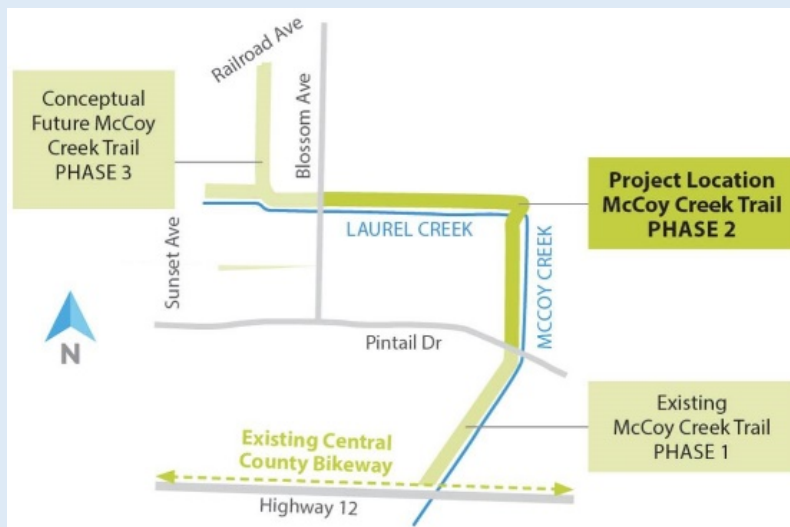 Railroad Ave
Conceptual
Future McCoy
Creek Trail
PHASE 3
Blossom Ave
Project Location
McCoy Creek Trail
PHASE 2
LAUREL CREEK
Sunset Ave
MCCOY CREEK
N
Pintail Dr
Existing
McCoy Creek Trail
PHASE 1
Existing Central
County Bikeway
Highway 12